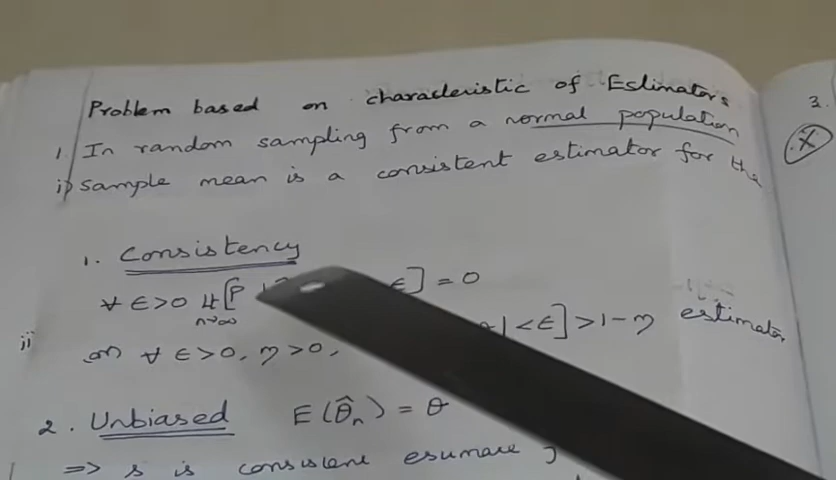 Problem based on characteristic of Estimators
1. In random sampling from a normal population
i) sample mean is a consistent estimator for the
1. Consistency
∀ ϵ>0 Lt n→∞ [P ϵ] = 0
ii
on ∀ ϵ>0, η>0, | <ϵ] > 1-η estimator
2. Unbiased E(θ̂n) = θ
⇒ s is consistent estimate
3.
X